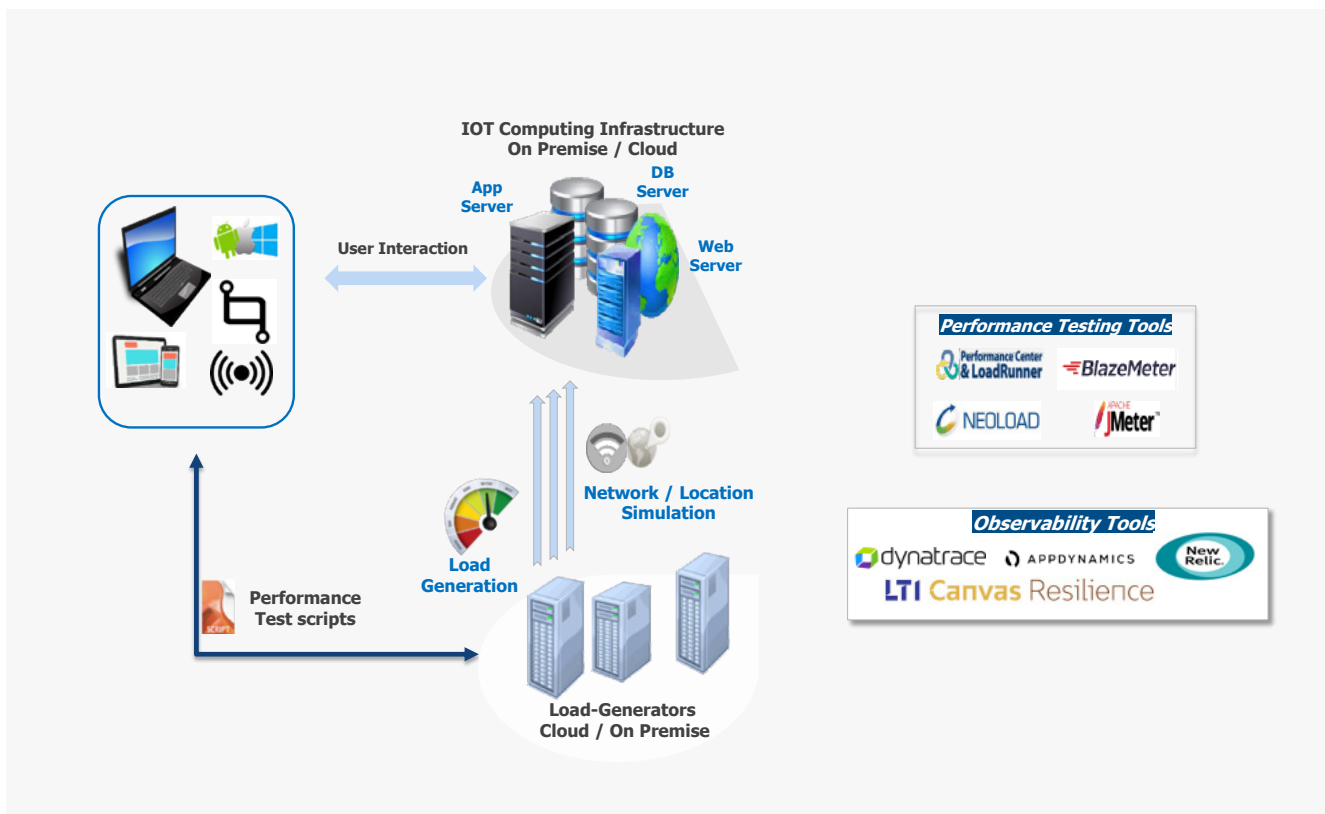 IOT Computing Infrastructure
On Premise / Cloud
App
Server
DB
Server
Web
Server
User Interaction
Network / Location
Simulation
Load
Generation
SCRIPT
Performance
Test scripts
Load-Generators
Cloud / On Premise
Performance Testing Tools
Performance Center
& LoadRunner
BlazeMeter
NEOLOAD
APACHE
JMeter™
Observability Tools
dynatrace
APPDYNAMICS
New
Relic.
LTI Canvas Resilience